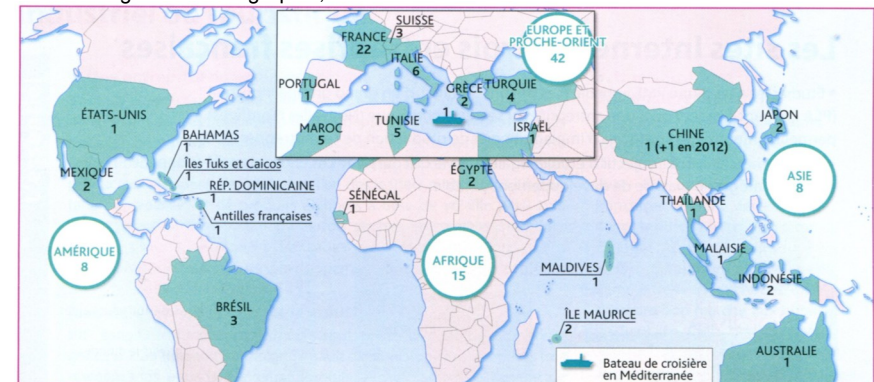 SUISSE
3
FRANCE
22
EUROPE ET
PROCHE-ORIENT
42
ITALIE
6
PORTUGAL
1
GRÈCE
2
TURQUIE
4
1
MAROC
5
TUNISIE
5
ISRAËL
1
ÉTATS-UNIS
1
BAHAMAS
1
Îles Tuks et Caicos
1
MEXIQUE
2
RÉP. DOMINICAINE
1
Antilles françaises
1
AMÉRIQUE
8
BRÉSIL
3
SÉNÉGAL
1
ÉGYPTE
2
AFRIQUE
15
CHINE
1 (+1 en 2012)
JAPON
2
ASIE
8
THAÏLANDE
1
MALAISIE
1
INDONÉSIE
2
MALDIVES
1
ÎLE MAURICE
2
AUSTRALIE
1
Bateau de croisière
en Méditerranée